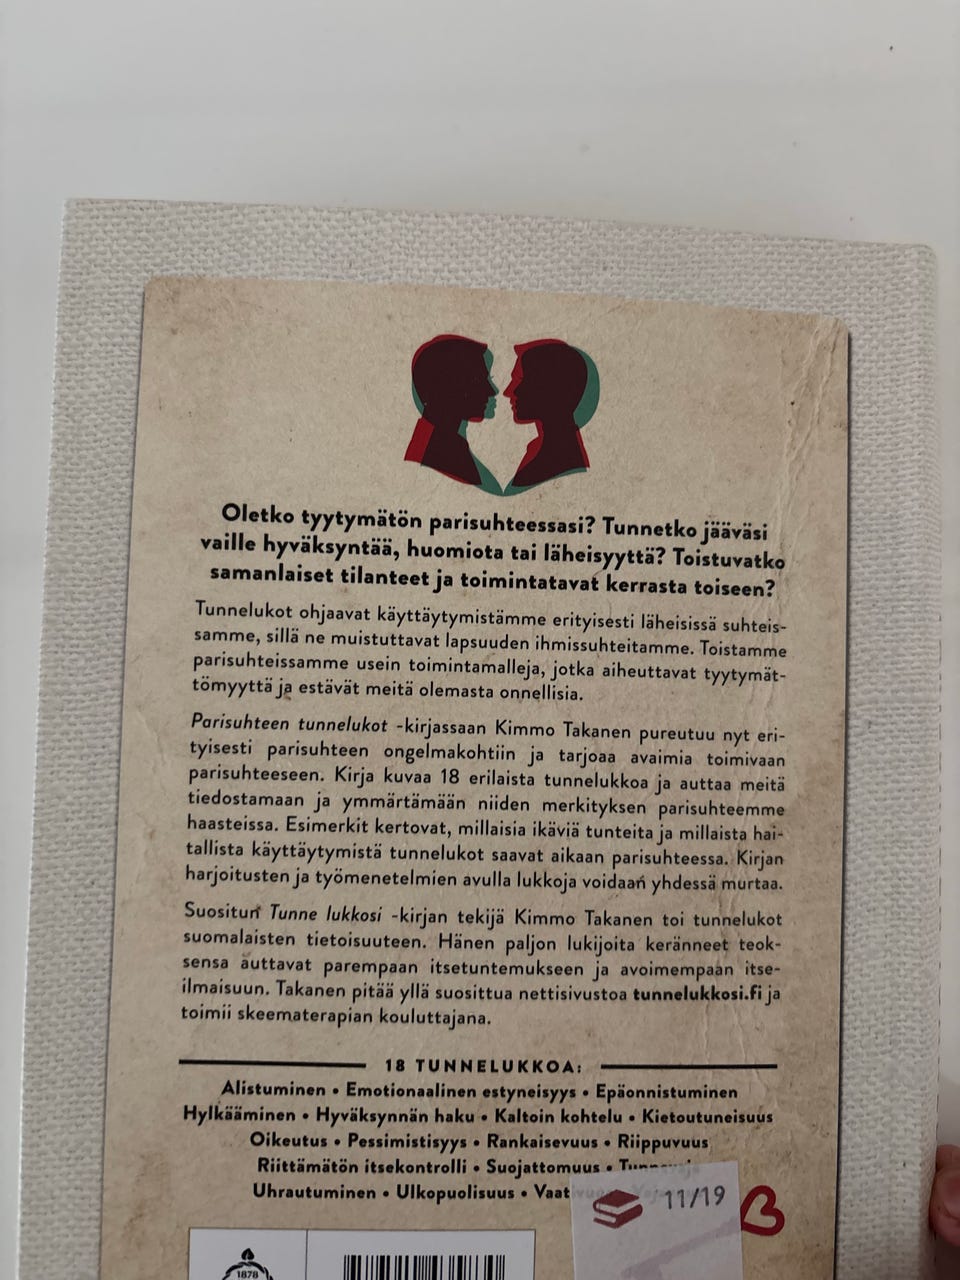 Oletko tyytymätön parisuhteessasi? Tunnetko jääväsi
vaille hyväksyntää, huomiota tai läheisyyttä? Toistuvatko
samanlaiset tilanteet ja toimintatavat kerrasta toiseen?
Tunnelukot ohjaavat käyttäytymistämme erityisesti läheisissä suhteis-
samme, sillä ne muistuttavat lapsuuden ihmissuhteitamme. Toistamme
parisuhteissamme usein toimintamalleja, jotka aiheuttavat tyytymät-
tömyyttä ja estävät meitä olemasta onnellisia.
Parisuhteen tunnelukot -kirjassaan Kimmo Takanen pureutuu nyt eri-
tyisesti parisuhteen ongelmakohtiin ja tarjoaa avaimia toimivaan
parisuhteeseen. Kirja kuvaa 18 erilaista tunnelukkoa ja auttaa meitä
tiedostamaan ja ymmärtämään niiden merkityksen parisuhteemme
haasteissa. Esimerkit kertovat, millaisia ikäviä tunteita ja millaista hai-
tallista käyttäytymistä tunnelukot saavat aikaan parisuhteessa. Kirjan
harjoitusten ja työmenetelmien avulla lukkoja voidaan yhdessä murtaa.
Suositun Tunne lukkosi -kirjan tekijä Kimmo Takanen toi tunnelukot
suomalaisten tietoisuuteen. Hänen paljon lukijoita keränneet teok-
sensa auttavat parempaan itsetuntemukseen ja avoimempaan itse-
ilmaisuun. Takanen pitää yllä suosittua nettisivustoa tunnelukkosi.fi ja
toimii skeematerapian kouluttajana.
18 TUNNELUKKOA:
Alistuminen • Emotionaalinen estyneisyys • Epäonnistuminen
Hylkääminen • Hyväksynnän haku • Kaltoin kohtelu • Kietoutuneisuus
Oikeutus • Pessimistisyys • Rankaisevuus • Riippuvuus
Riittämätön itsekontrolli • Suojattomuus •
Uhrautuminen • Ulkopuolisuus •
11/19
1878